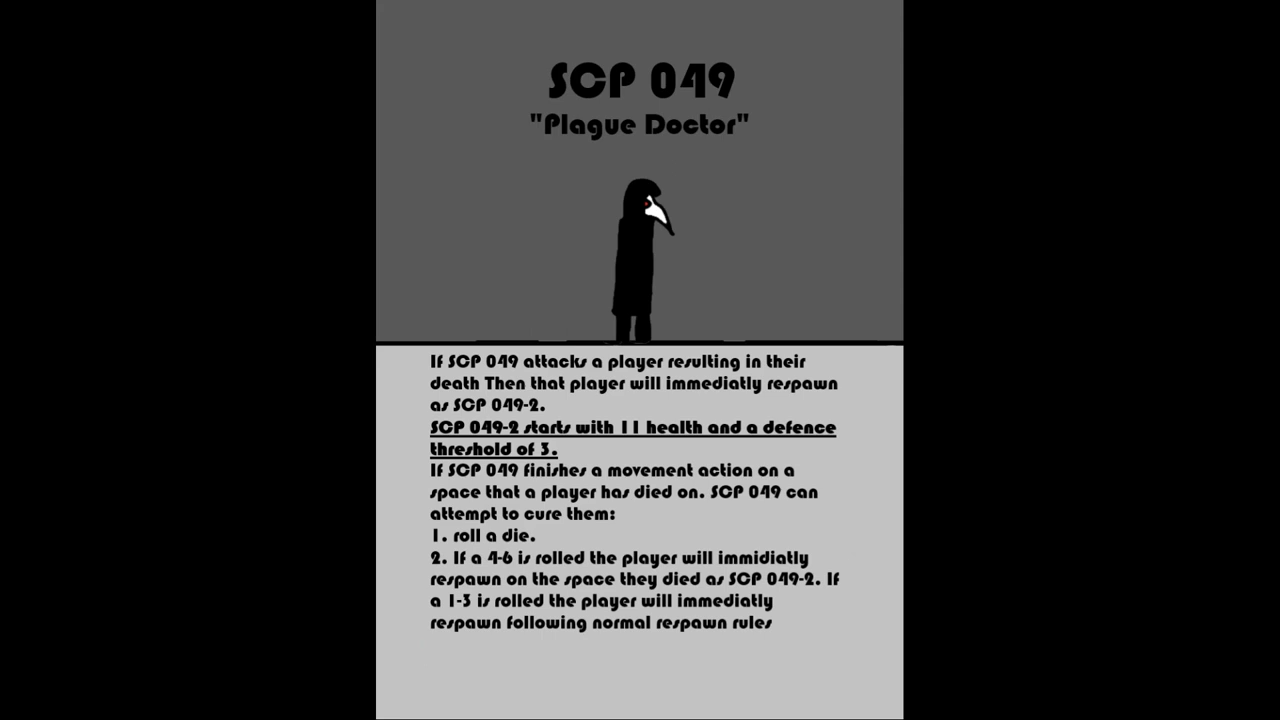 SCP 049
"Plague Doctor"
If SCP 049 attacks a player resulting in their
death Then that player will immediatly respawn
as SCP 049-2.
SCP 049-2 starts with 11 health and a defence
threshold of 3.
If SCP 049 finishes a movement action on a
space that a player has died on. SCP 049 can
attempt to cure them:
1. roll a die.
2. If a 4-6 is rolled the player will immidiatly
respawn on the space they died as SCP 049-2. If
a 1-3 is rolled the player will immediatly
respawn following normal respawn rules